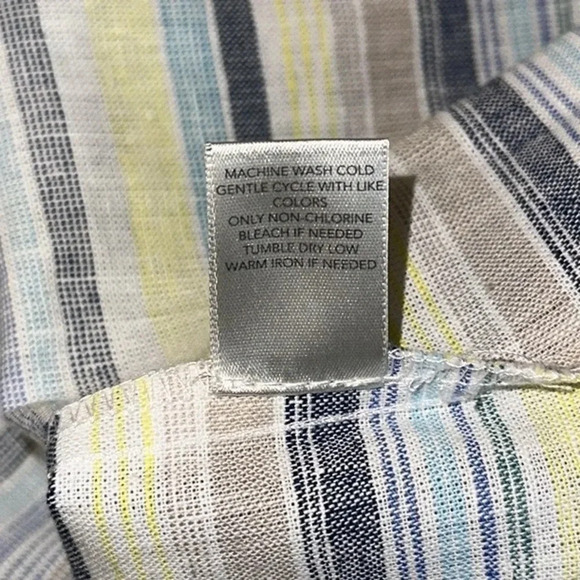 MACHINE WASH COLD
GENTLE CYCLE WITH LIKE
COLORS
ONLY NON-CHLORINE
BLEACH IF NEEDED
TUMBLE DRY LOW
WARM IRON IF NEEDED